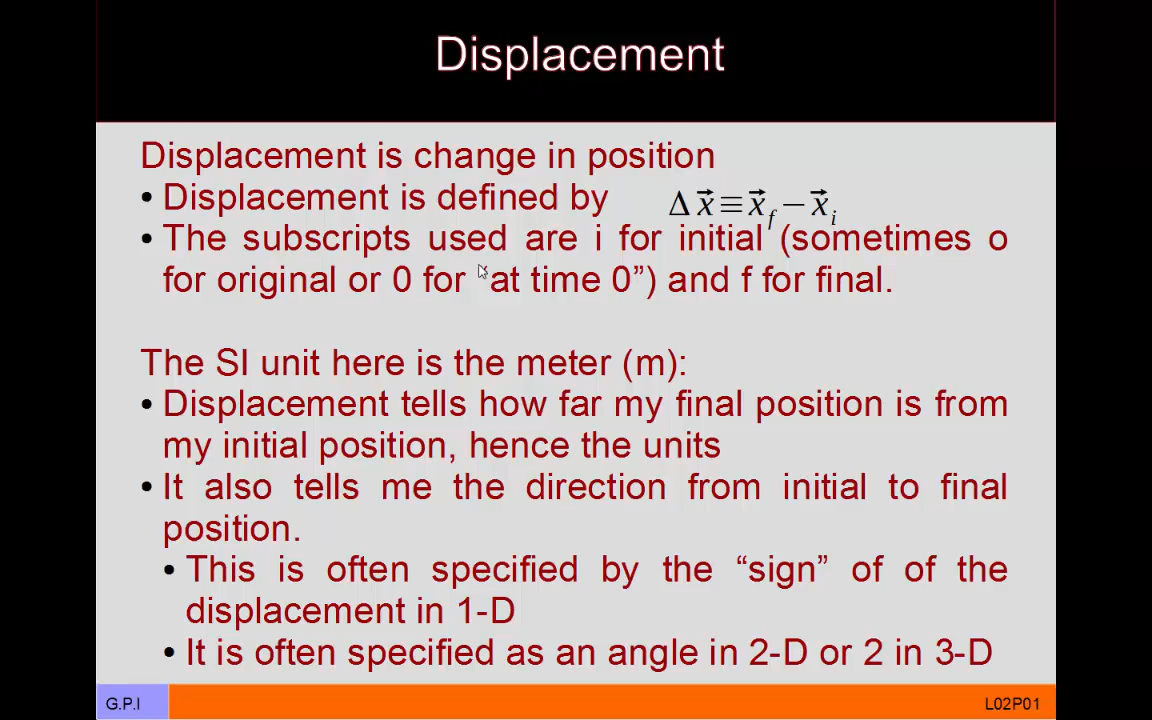 Displacement
Displacement is change in position
• Displacement is defined by Δx⃗≡x⃗f−x⃗i
• The subscripts used are i for initial (sometimes o
for original or 0 for “at time 0”) and f for final.
The SI unit here is the meter (m):
• Displacement tells how far my final position is from
my initial position, hence the units
• It also tells me the direction from initial to final
position.
• This is often specified by the “sign” of of the
displacement in 1-D
• It is often specified as an angle in 2-D or 2 in 3-D
G.P.I
L02P01